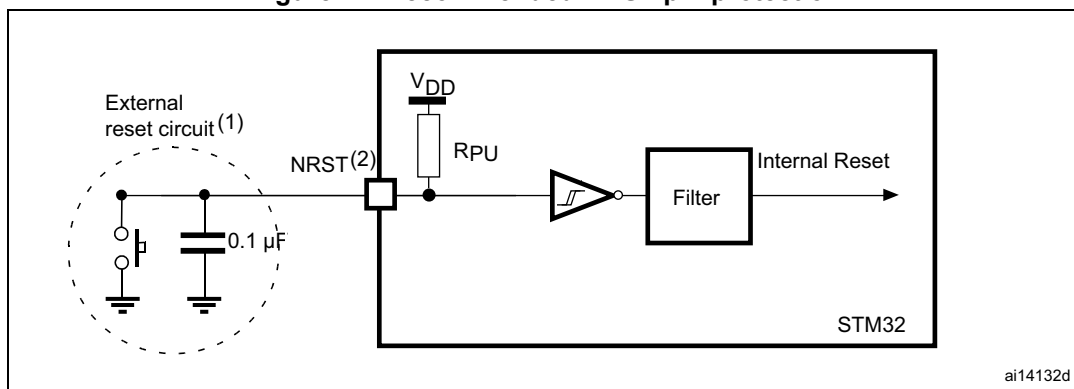 External
reset circuit(1)
VDD
NRST(2)
RPU
Internal Reset
Filter
0.1 μF
STM32
ai14132d